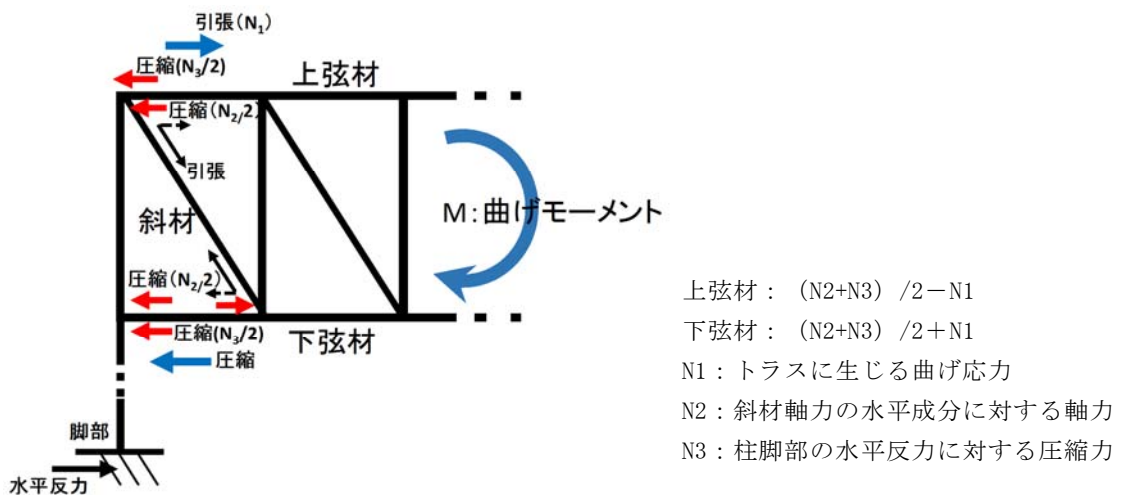 引張(N₁)
圧縮(N₃/2)
上弦材
圧縮(N₂/2)
引張
斜材
M:曲げモーメント
圧縮(N₂/2)
圧縮(N₃/2)
下弦材
圧縮
脚部
水平反力
上弦材: (N2+N3) /2-N1
下弦材: (N2+N3) /2+N1
N1:トラスに生じる曲げ応力
N2:斜材軸力の水平成分に対する軸力
N3:柱脚部の水平反力に対する圧縮力